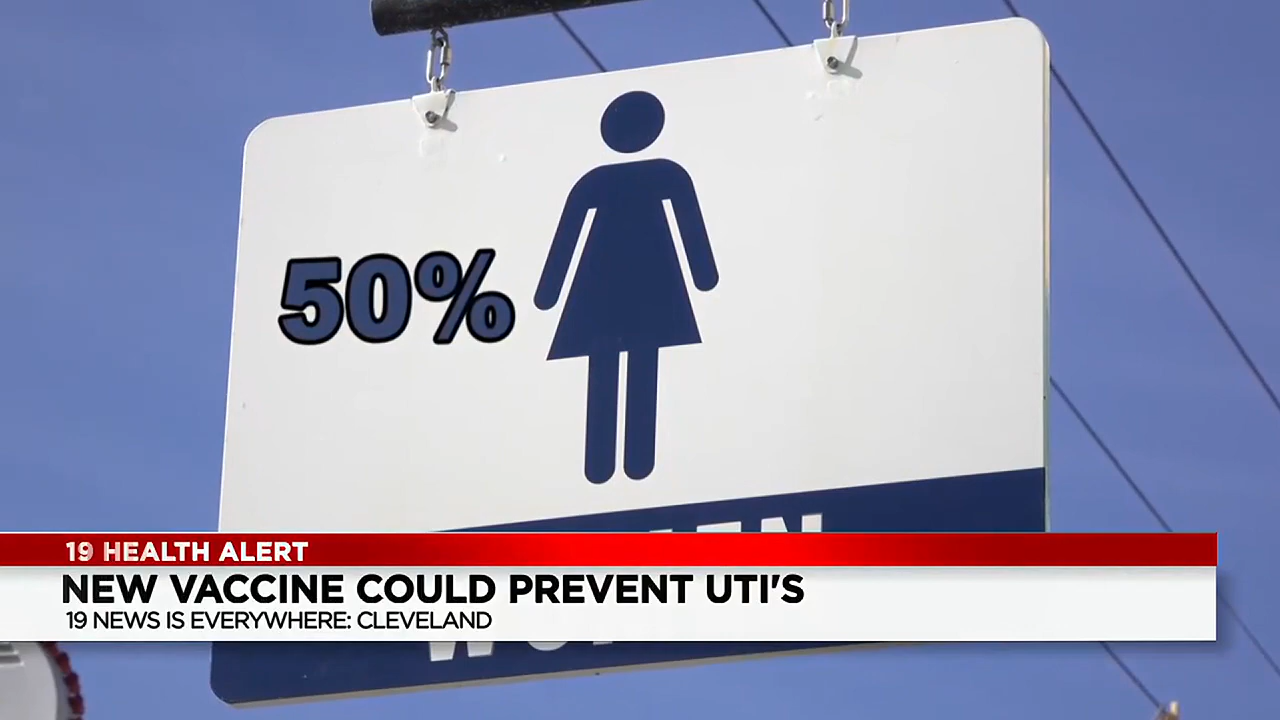 50%
19 HEALTH ALERT
NEW VACCINE COULD PREVENT UTI'S
19 NEWS IS EVERYWHERE: CLEVELAND